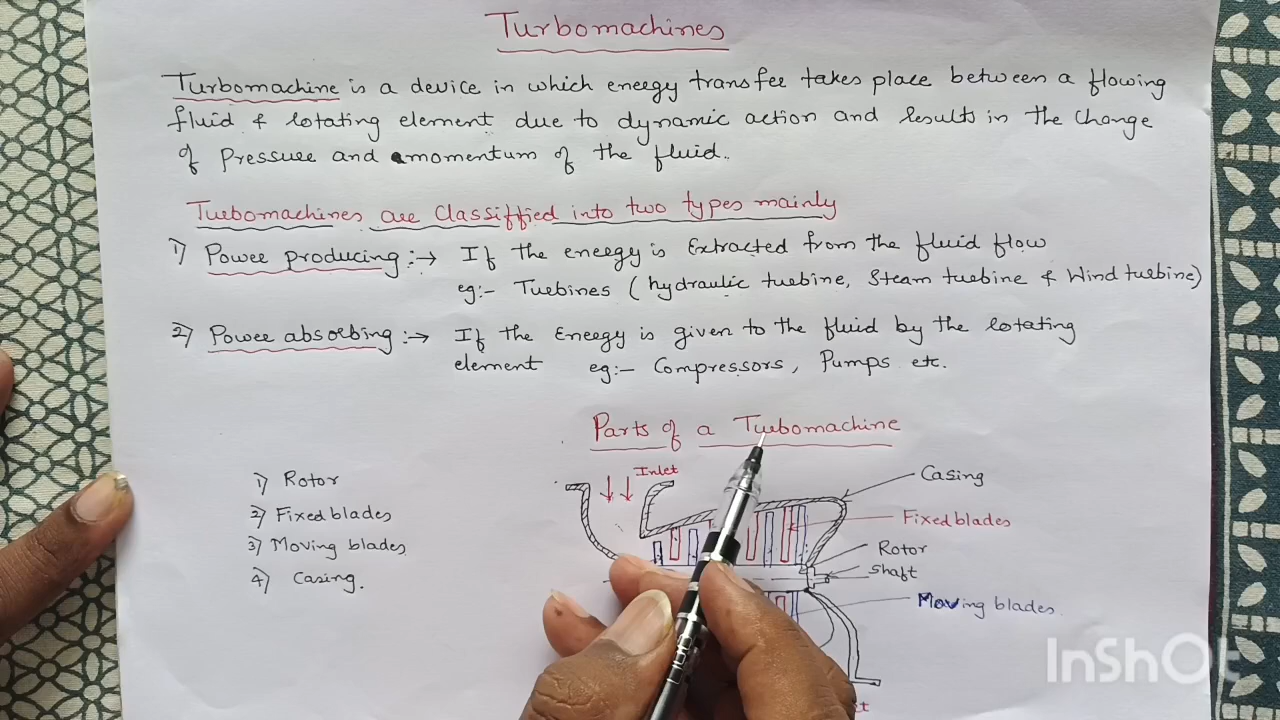 Turbomachines
Turbomachine is a device in which energy transfer takes place between a flowing
fluid & rotating element due to dynamic action and results in the change
of pressure and momentum of the fluid.
Turbomachines are classiffied into two types mainly
1) Power producing :→ If the energy is Extracted from the fluid flow
eg:- Turbines (hydraulic turbine, Steam turbine & Wind turbine)
2) Power absorbing :→ If the Energy is given to the fluid by the rotating
element eg:- Compressors, Pumps etc.
Parts of a Turbomachine
1) Rotor
2) Fixed blades
3) Moving blades
4) Casing.
Inlet
Casing
Fixed blades
Rotor
Shaft
Moving blades.
InShOt